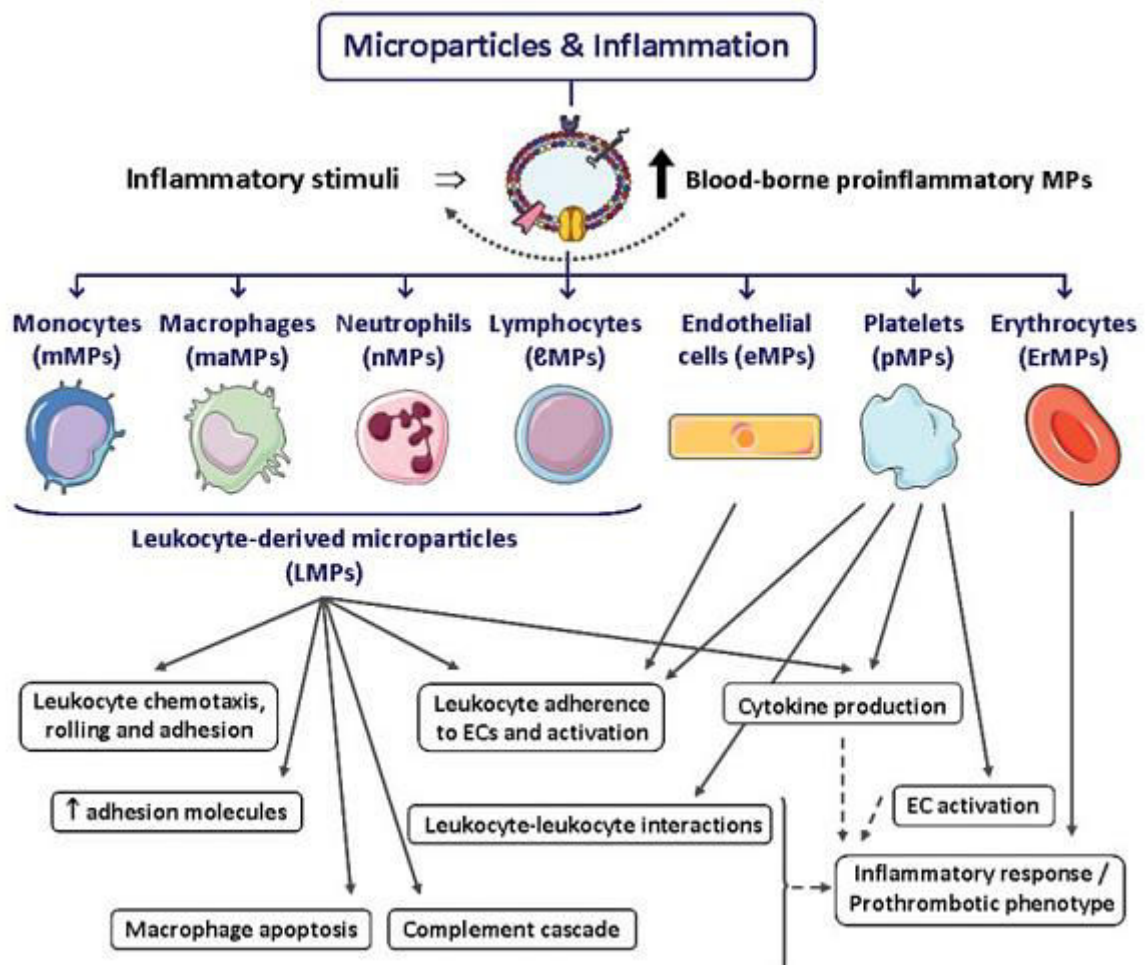 Microparticles & Inflammation
Inflammatory stimuli ⇒ ↑ Blood-borne proinflammatory MPs
Monocytes
(mMPs)
Macrophages
(maMPs)
Neutrophils
(nMPs)
Lymphocytes
(ℓMPs)
Endothelial
cells (eMPs)
Platelets
(pMPs)
Erythrocytes
(ErMPs)
Leukocyte-derived microparticles
(LMPs)
Leukocyte chemotaxis,
rolling and adhesion
Leukocyte adherence
to ECs and activation
Cytokine production
↑ adhesion molecules
Leukocyte-leukocyte interactions
EC activation
Inflammatory response /
Prothrombotic phenotype
Macrophage apoptosis
Complement cascade